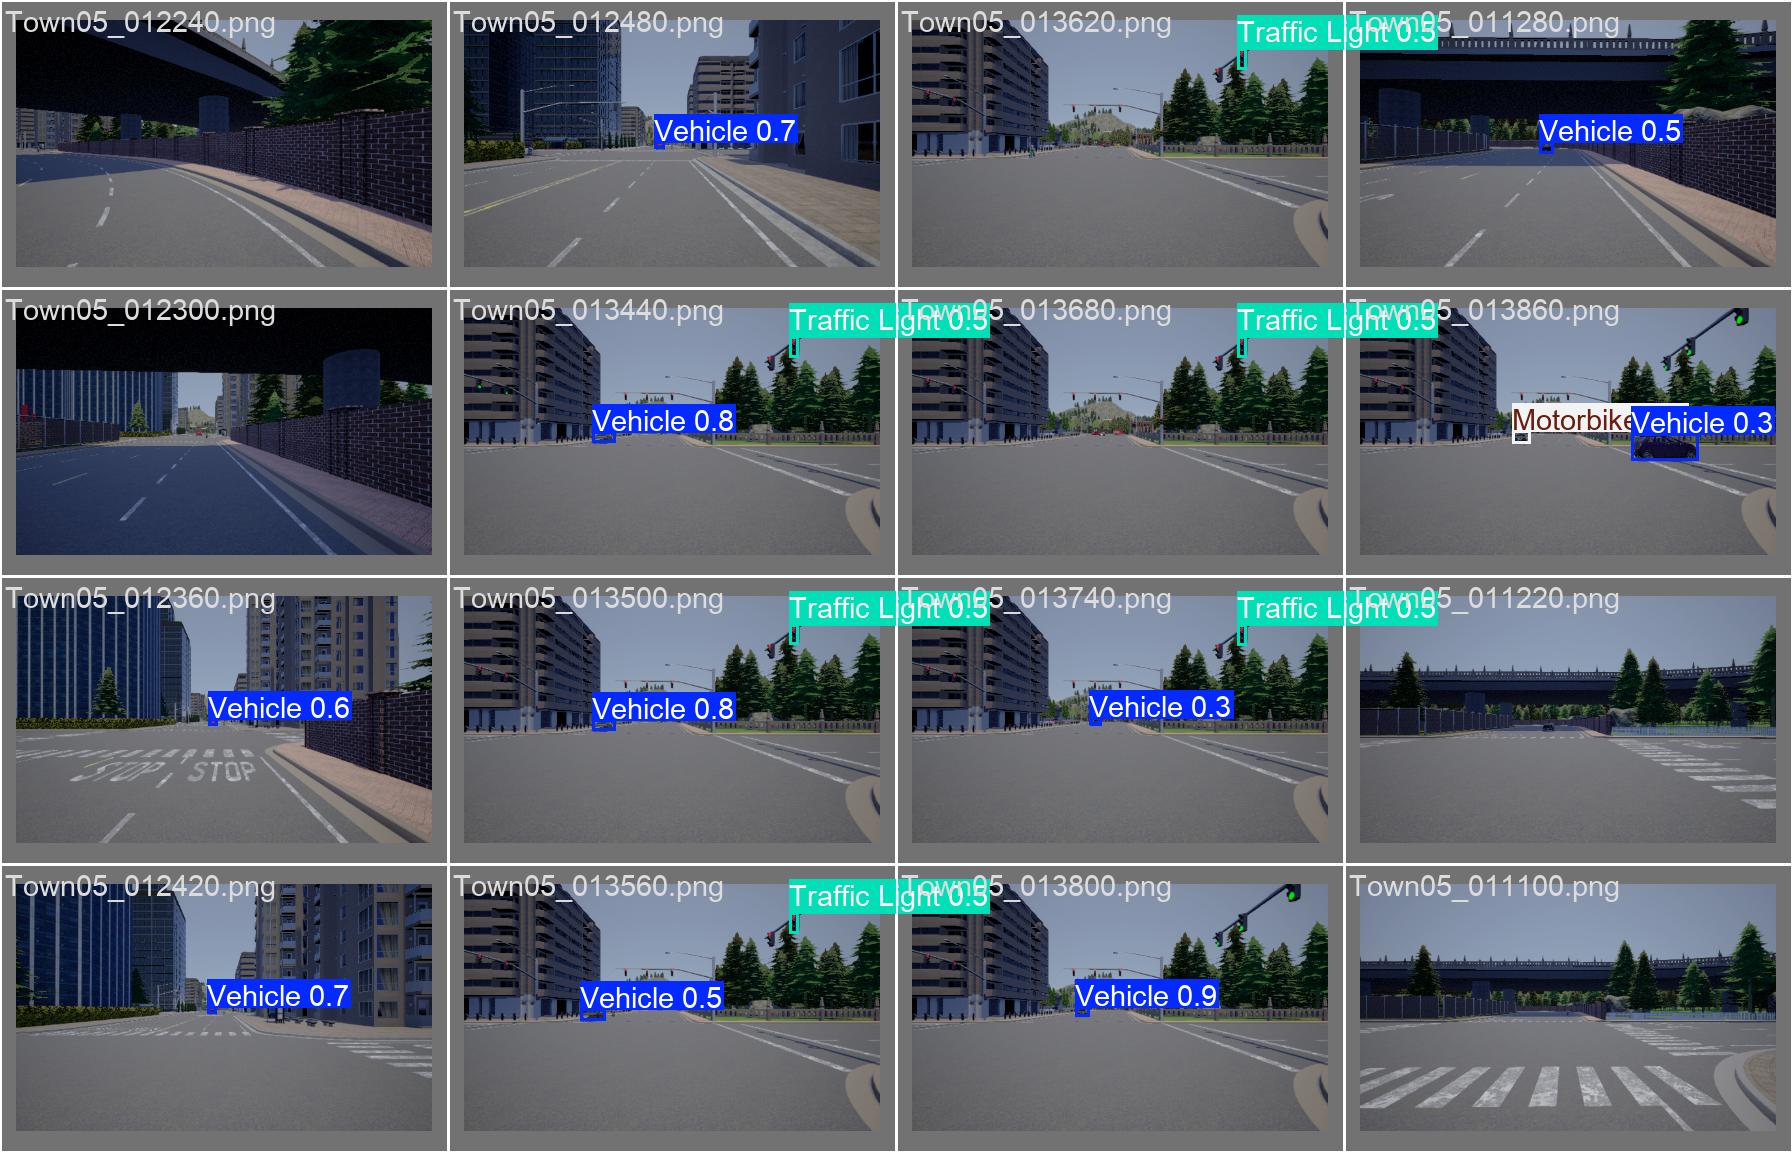 Town05_012240.png
Town05_012480.png
Vehicle 0.7
Town05_013620.png
Traffic Light 0.5
Town05_011280.png
Vehicle 0.5
Town05_012300.png
Town05_013440.png
Traffic Light 0.5
Vehicle 0.8
Town05_013680.png
Traffic Light 0.5
Town05_013860.png
Motorbike
Vehicle 0.3
Town05_012360.png
Vehicle 0.6
STOP STOP
Town05_013500.png
Traffic Light 0.5
Vehicle 0.8
Town05_013740.png
Traffic Light 0.5
Vehicle 0.3
Town05_011220.png
Town05_012420.png
Vehicle 0.7
Town05_013560.png
Traffic Light 0.5
Vehicle 0.5
Town05_013800.png
Vehicle 0.9
Town05_011100.png